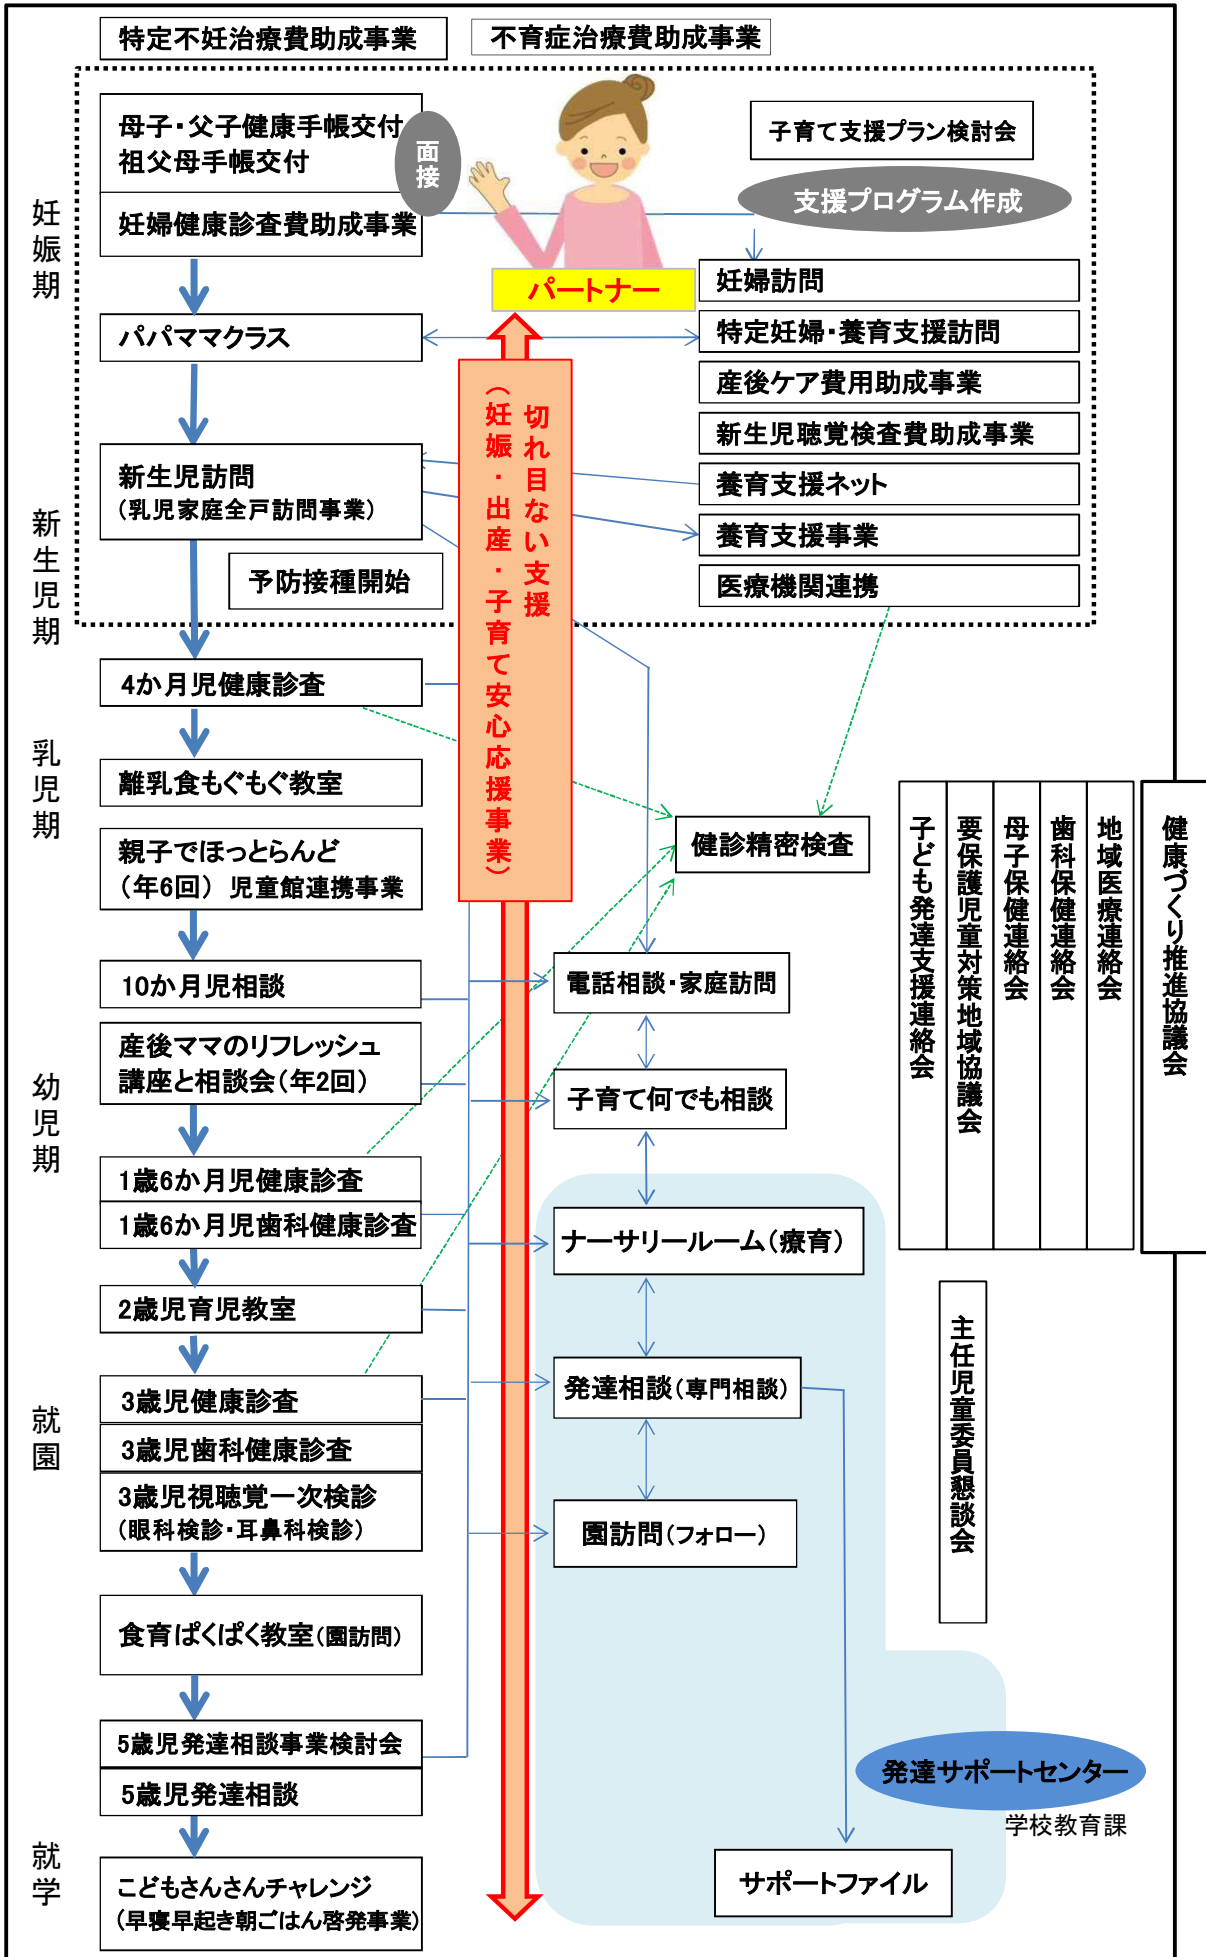 特定不妊治療費助成事業
不育症治療費助成事業
母子・父子健康手帳交付
祖父母手帳交付
面接
妊婦健康診査費助成事業
子育て支援プラン検討会
支援プログラム作成
パートナー
妊娠期
パパママクラス
妊婦訪問
特定妊婦・養育支援訪問
産後ケア費用助成事業
新生児聴覚検査費助成事業
養育支援ネット
養育支援事業
医療機関連携
切れ目ない支援
（妊娠・出産・子育て安心応援事業）
新生児訪問
(乳児家庭全戸訪問事業)
新生児期
予防接種開始
4か月児健康診査
乳児期
離乳食もぐもぐ教室
親子でほっとらんど
（年6回） 児童館連携事業
健診精密検査
10か月児相談
電話相談・家庭訪問
産後ママのリフレッシュ
講座と相談会（年2回）
子育て何でも相談
幼児期
1歳6か月児健康診査
1歳6か月児歯科健康診査
ナーサリールーム（療育）
2歳児育児教室
3歳児健康診査
発達相談（専門相談）
就園
3歳児歯科健康診査
3歳児視聴覚一次検診
（眼科検診・耳鼻科検診）
園訪問（フォロー）
食育ぱくぱく教室（園訪問）
5歳児発達相談事業検討会
5歳児発達相談
就学
こどもさんさんチャレンジ
（早寝早起き朝ごはん啓発事業）
子ども発達支援連絡会
要保護児童対策地域協議会
母子保健連絡会
歯科保健連絡会
地域医療連絡会
健康づくり推進協議会
主任児童委員懇談会
発達サポートセンター
学校教育課
サポートファイル